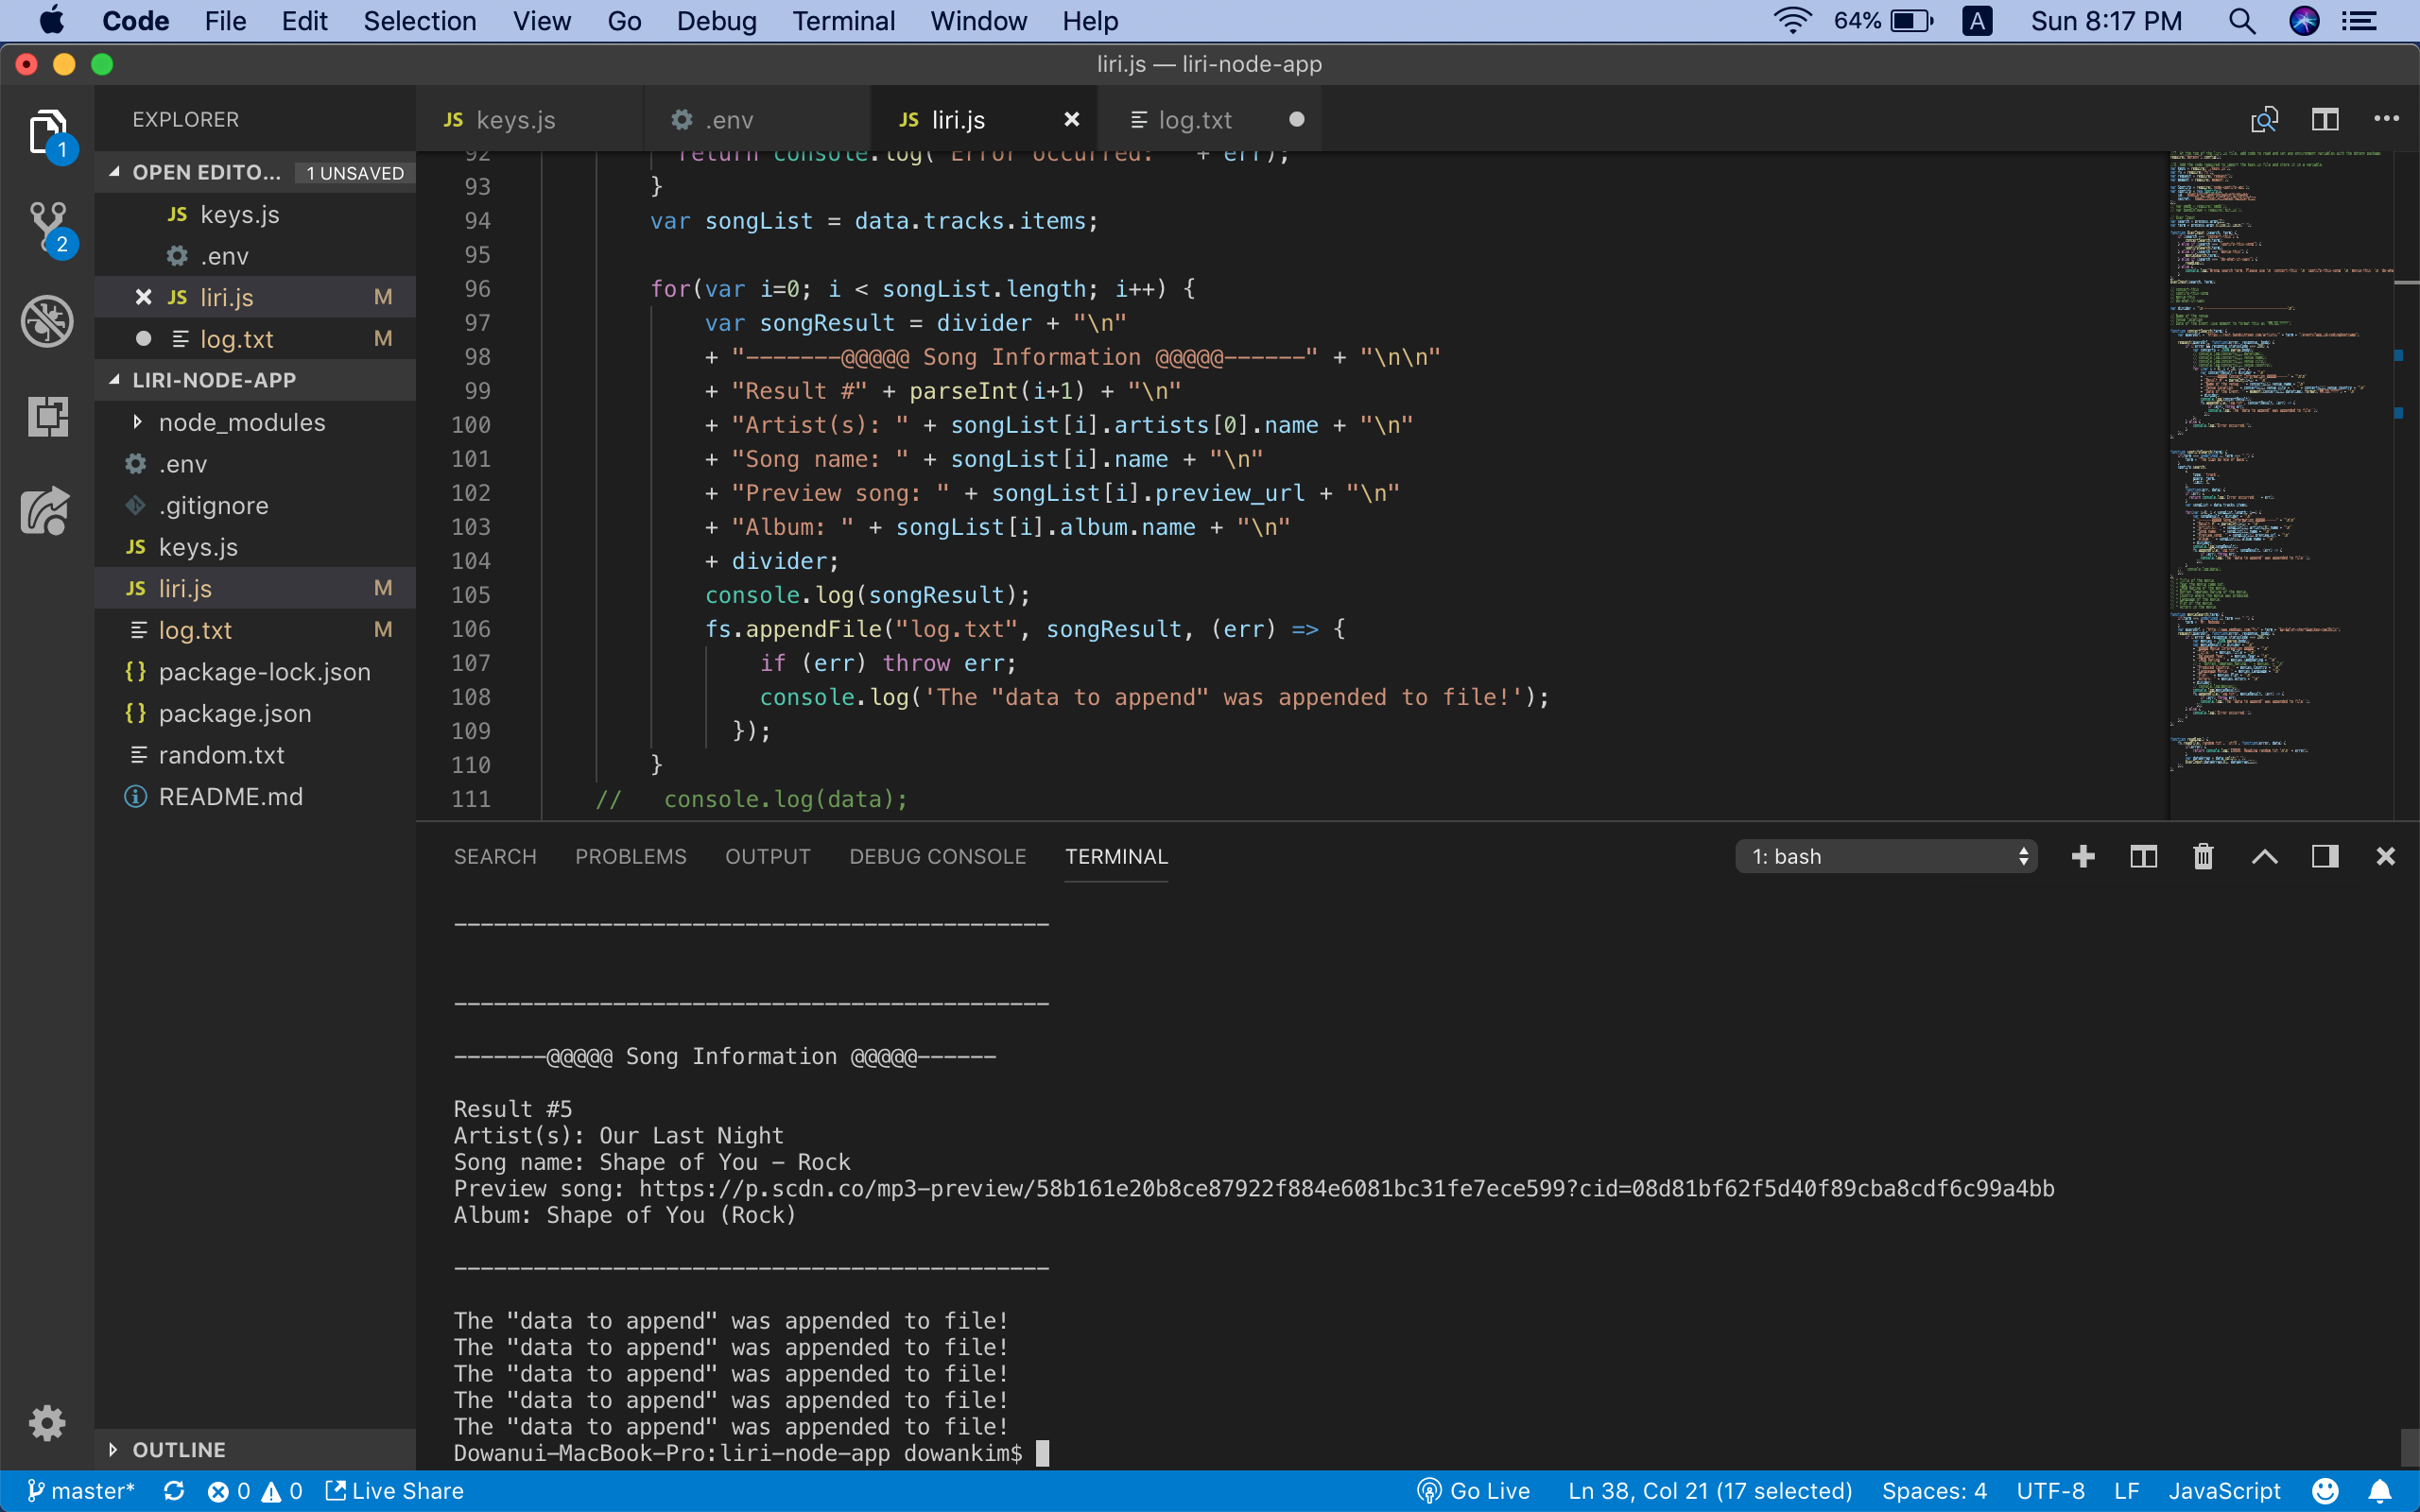 Code File Edit Selection View Go Debug Terminal Window Help 64% A Sun 8:17 PM
liri.js — liri-node-app
EXPLORER
OPEN EDITO... 1 UNSAVED
JS keys.js
.env
JS liri.js M
log.txt M
LIRI-NODE-APP
node_modules
.env
.gitignore
JS keys.js
JS liri.js M
log.txt M
{} package-lock.json
{} package.json
random.txt
README.md
OUTLINE
1
2
JS keys.js .env JS liri.js log.txt
92 return console.log('Error occurred: ' + err);
93 }
94 var songList = data.tracks.items;
95
96 for(var i=0; i < songList.length; i++) {
97 var songResult = divider + "\n"
98 + "-------@@@@@ Song Information @@@@@------" + "\n\n"
99 + "Result #" + parseInt(i+1) + "\n"
100 + "Artist(s): " + songList[i].artists[0].name + "\n"
101 + "Song name: " + songList[i].name + "\n"
102 + "Preview song: " + songList[i].preview_url + "\n"
103 + "Album: " + songList[i].album.name + "\n"
104 + divider;
105 console.log(songResult);
106 fs.appendFile("log.txt", songResult, (err) => {
107 if (err) throw err;
108 console.log('The "data to append" was appended to file!');
109 });
110 }
111 // console.log(data);
SEARCH PROBLEMS OUTPUT DEBUG CONSOLE TERMINAL 1: bash
---------------------------------------------
---------------------------------------------
-------@@@@@ Song Information @@@@@------
Result #5
Artist(s): Our Last Night
Song name: Shape of You - Rock
Preview song: https://p.scdn.co/mp3-preview/58b161e20b8ce87922f884e6081bc31fe7ece599?cid=08d81bf62f5d40f89cba8cdf6c99a4bb
Album: Shape of You (Rock)
---------------------------------------------
The "data to append" was appended to file!
The "data to append" was appended to file!
The "data to append" was appended to file!
The "data to append" was appended to file!
The "data to append" was appended to file!
Dowanui-MacBook-Pro:liri-node-app dowankim$
master* 0 0 Live Share Go Live Ln 38, Col 21 (17 selected) Spaces: 4 UTF-8 LF JavaScript